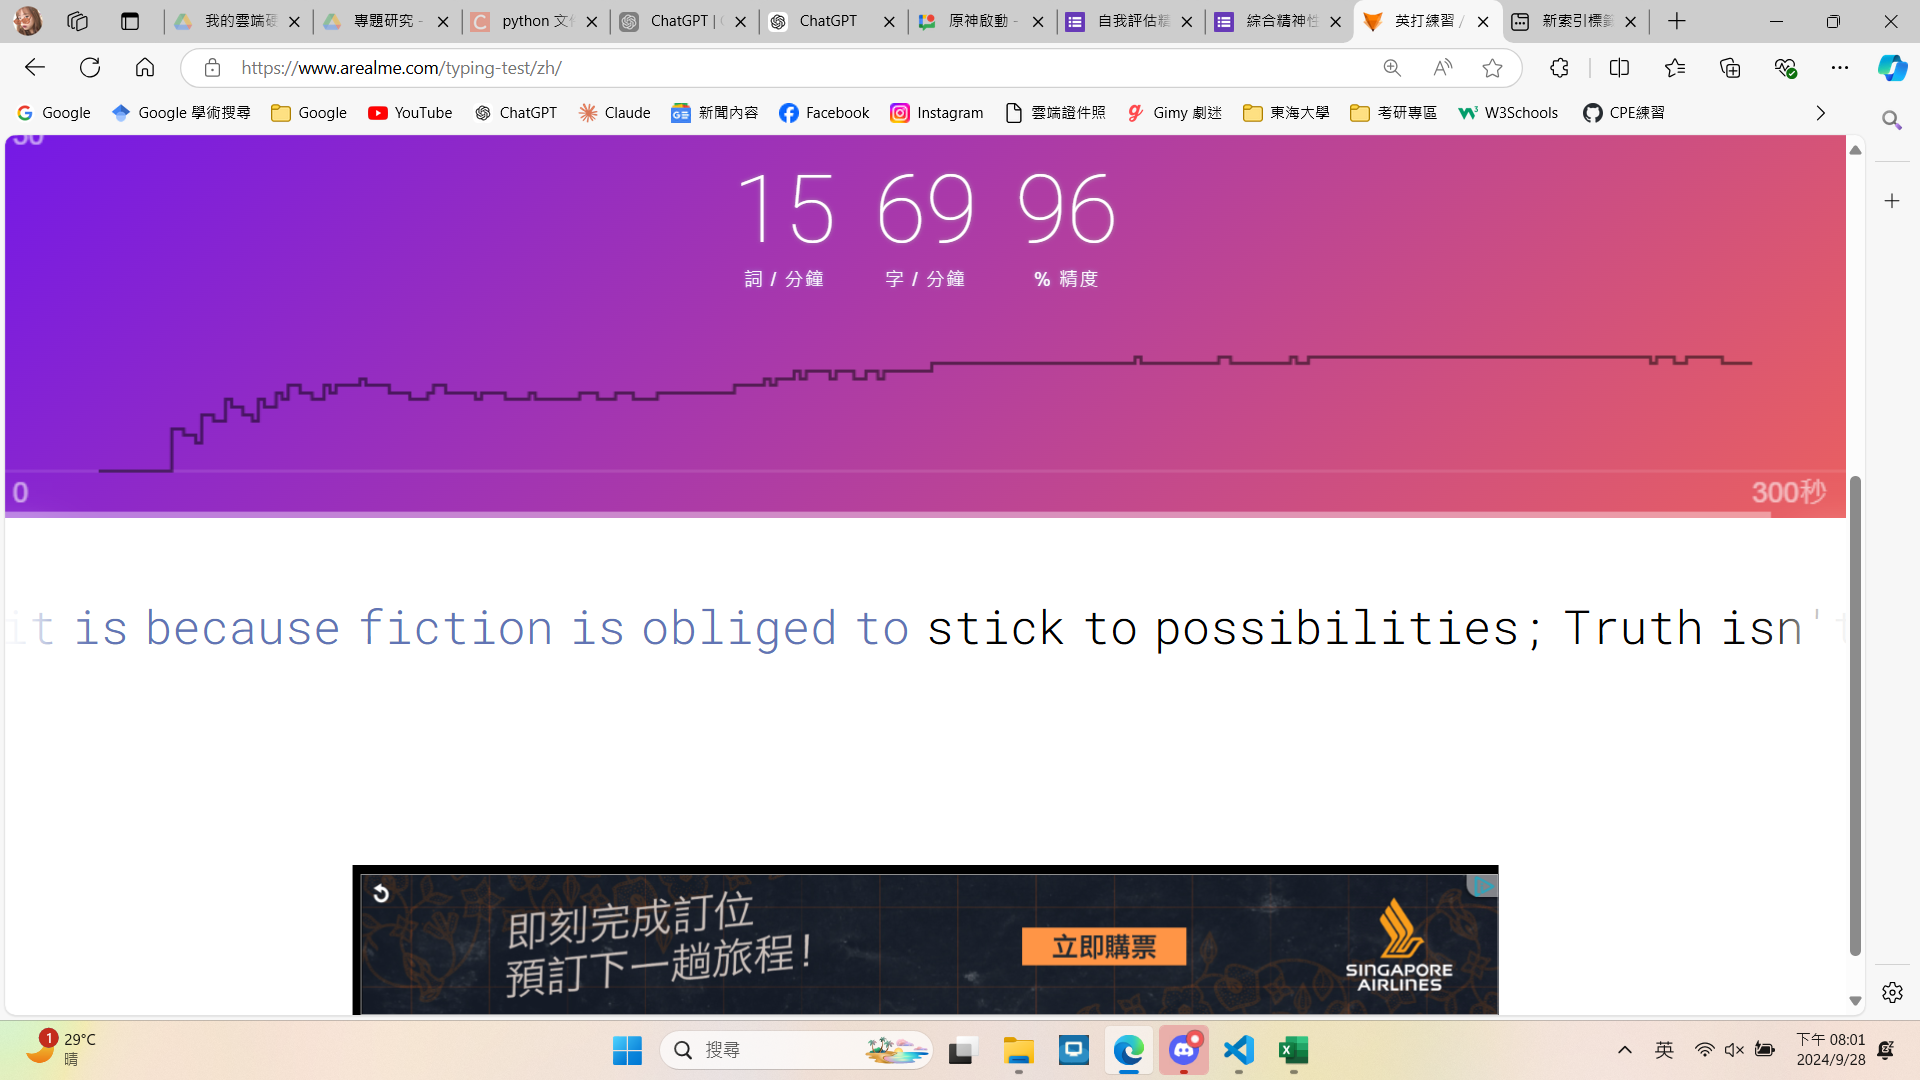 我的雲端硬
專題研究 -
python 文件
ChatGPT | C
ChatGPT
原神啟動 -
自我評估精
綜合精神性
英打練習 /
新索引標籤
https://www.arealme.com/typing-test/zh/
Google
Google 學術搜尋
Google
YouTube
ChatGPT
Claude
新聞內容
Facebook
Instagram
雲端證件照
Gimy 劇迷
東海大學
考研專區
W3Schools
CPE練習
50
15 69 96
詞 / 分鐘 字 / 分鐘 % 精度
0 300秒
it is because fiction is obliged to stick to possibilities; Truth isn't
即刻完成訂位
預訂下一趟旅程!
立即購票
SINGAPORE
AIRLINES
1
29°C
晴
搜尋
英
下午 08:01
2024/9/28